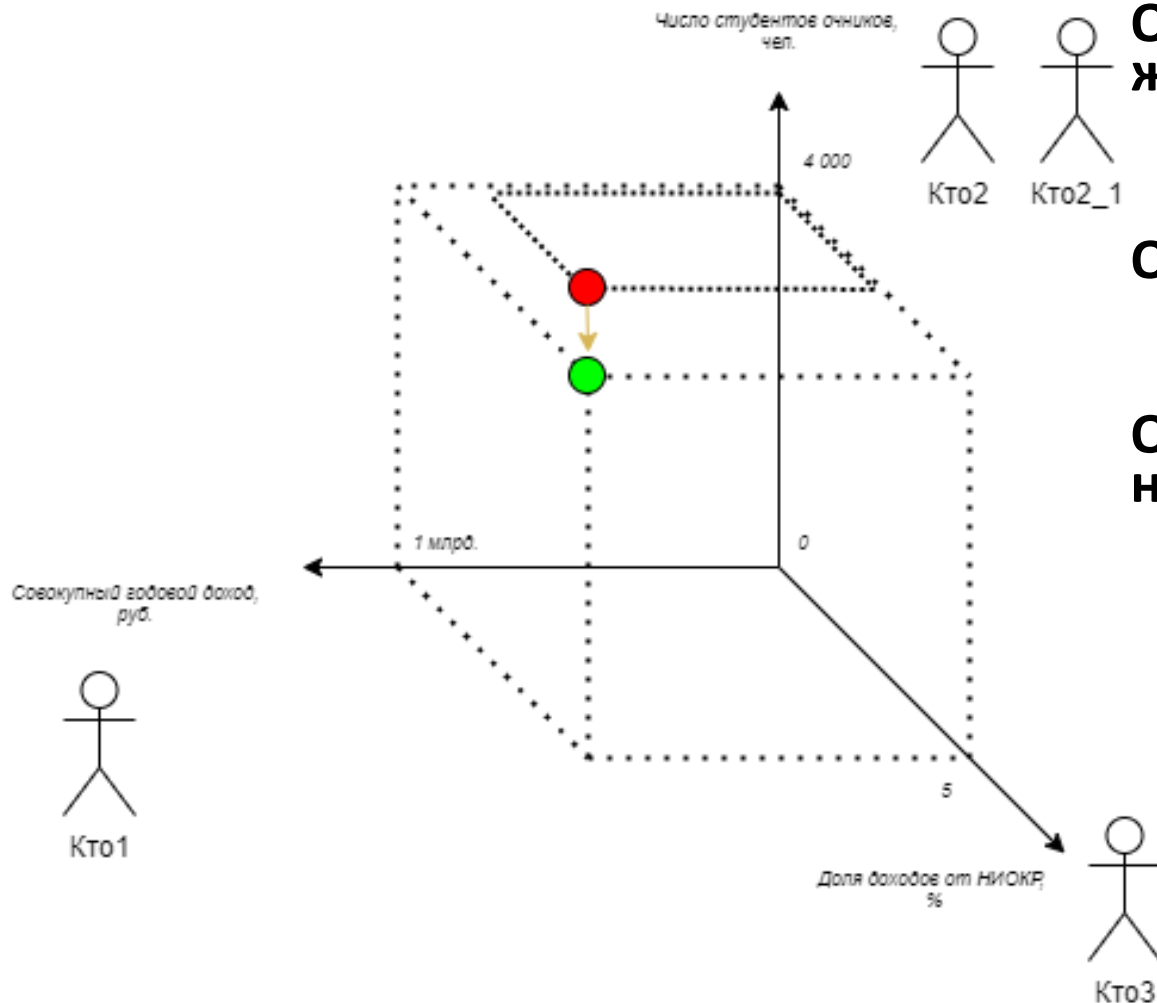 Число студентов очников,
чел.
4 000
Кто2
Кто2_1
1 млрд.
0
Совокупный годовой доход,
руб.
Кто1
5
Доля доходов от НИОКР,
%
Кто3